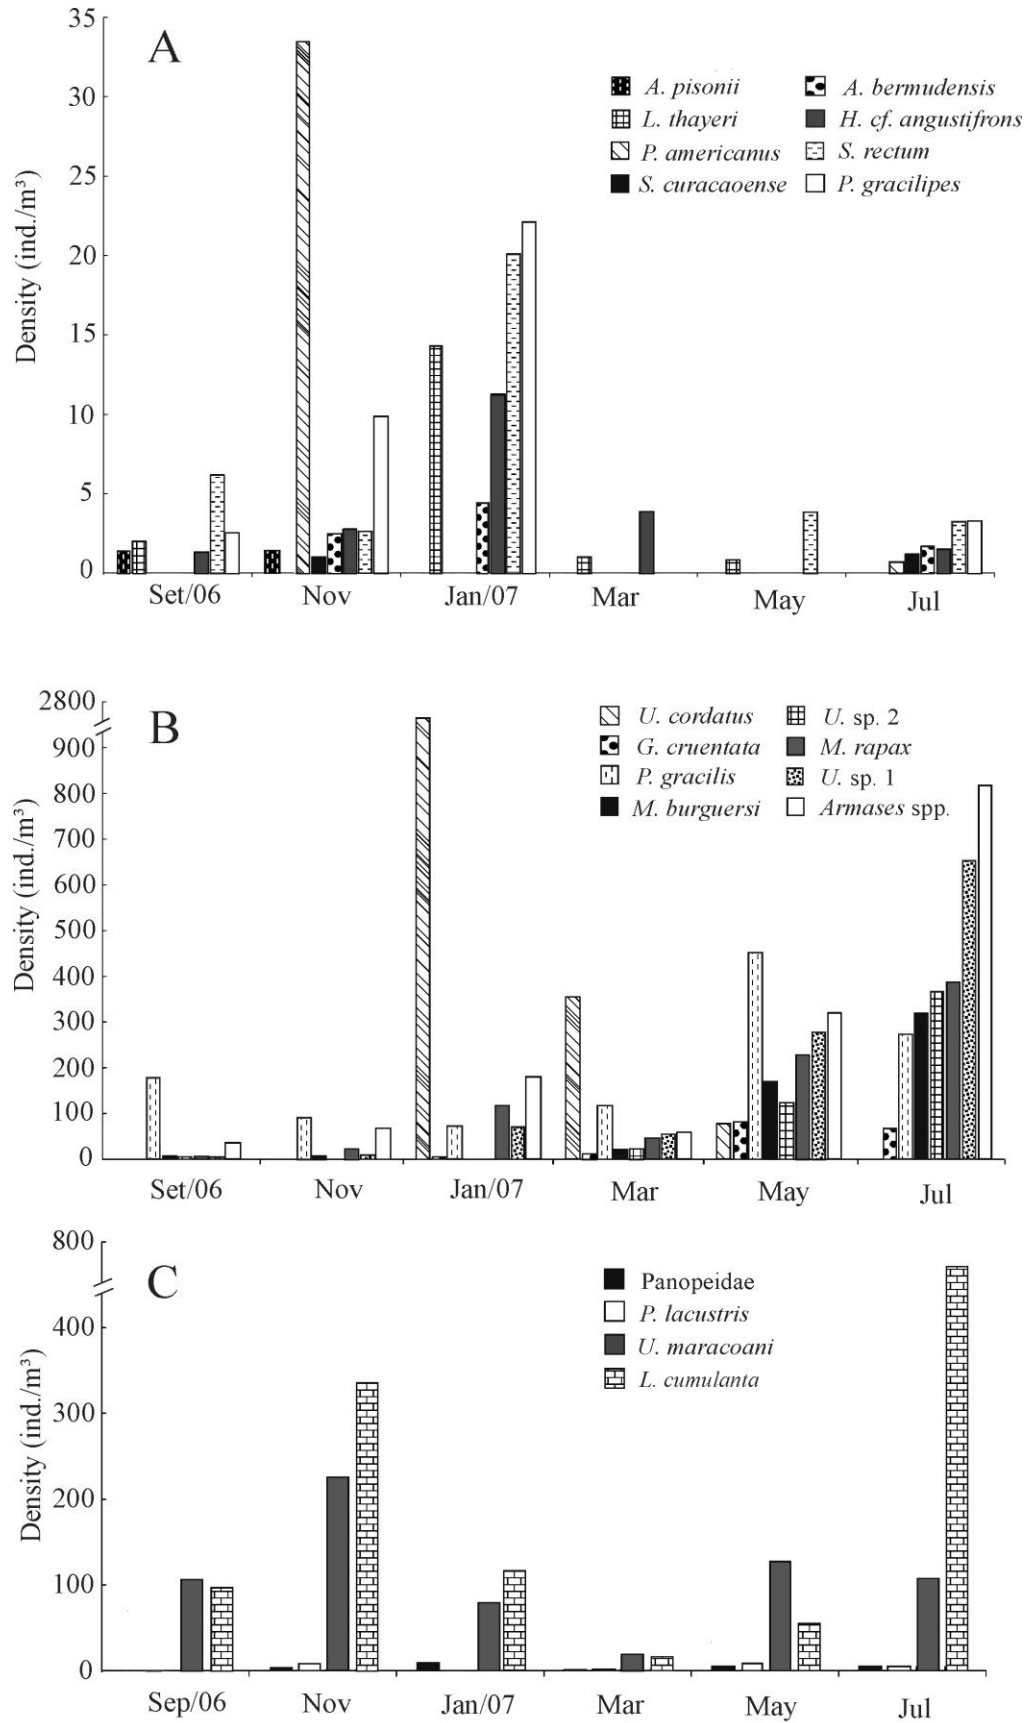 A
35
30
25
20
15
10
5
0
Density (ind./m³)
A. pisonii
A. bermudensis
L. thayeri
H. cf. angustifrons
P. americanus
S. rectum
S. curacaoense
P. gracilipes
Set/06 Nov Jan/07 Mar May Jul
B
2800
900
800
700
600
500
400
300
200
100
0
Density (ind./m³)
U. cordatus
U. sp. 2
G. cruentata
M. rapax
P. gracilis
U. sp. 1
M. burguersi
Armases spp.
Set/06 Nov Jan/07 Mar May Jul
C
800
400
300
200
100
0
Density (ind./m³)
Panopeidae
P. lacustris
U. maracoani
L. cumulanta
Sep/06 Nov Jan/07 Mar May Jul